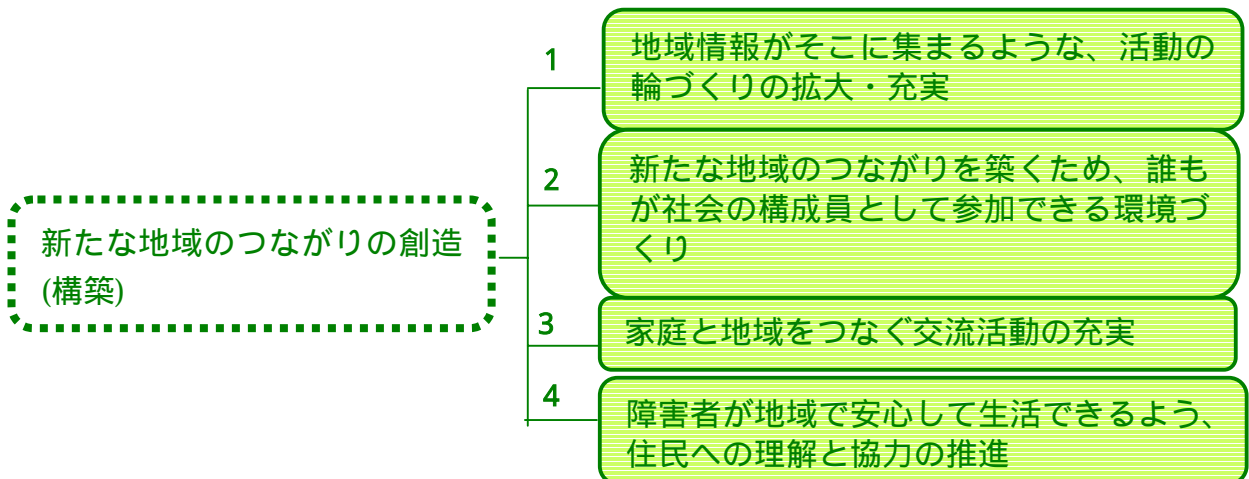 1
地域情報がそこに集まるような、活動の
輪づくりの拡大・充実
2
新たな地域のつながりを築くため、誰も
が社会の構成員として参加できる環境づ
くり
新たな地域のつながりの創造
(構築)
3
家庭と地域をつなぐ交流活動の充実
4
障害者が地域で安心して生活できるよう、
住民への理解と協力の推進